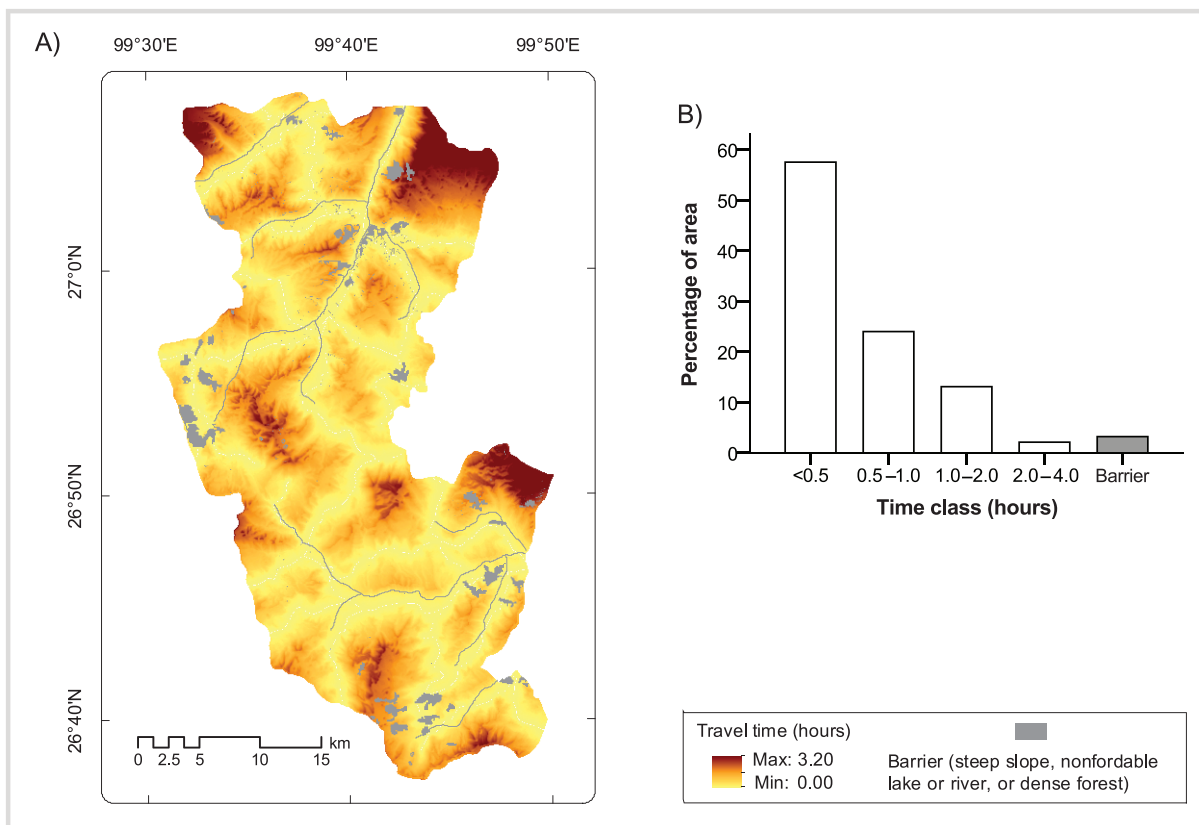 A)
99°30'E 99°40'E 99°50'E
27°0'N
26°50'N
26°40'N
km
0 2.5 5 10 15
B)
Percentage of area
60
50
40
30
20
10
0
<0.5 0.5–1.0 1.0–2.0 2.0–4.0 Barrier
Time class (hours)
Travel time (hours)
Max: 3.20
Min: 0.00
Barrier (steep slope, nonfordable
lake or river, or dense forest)